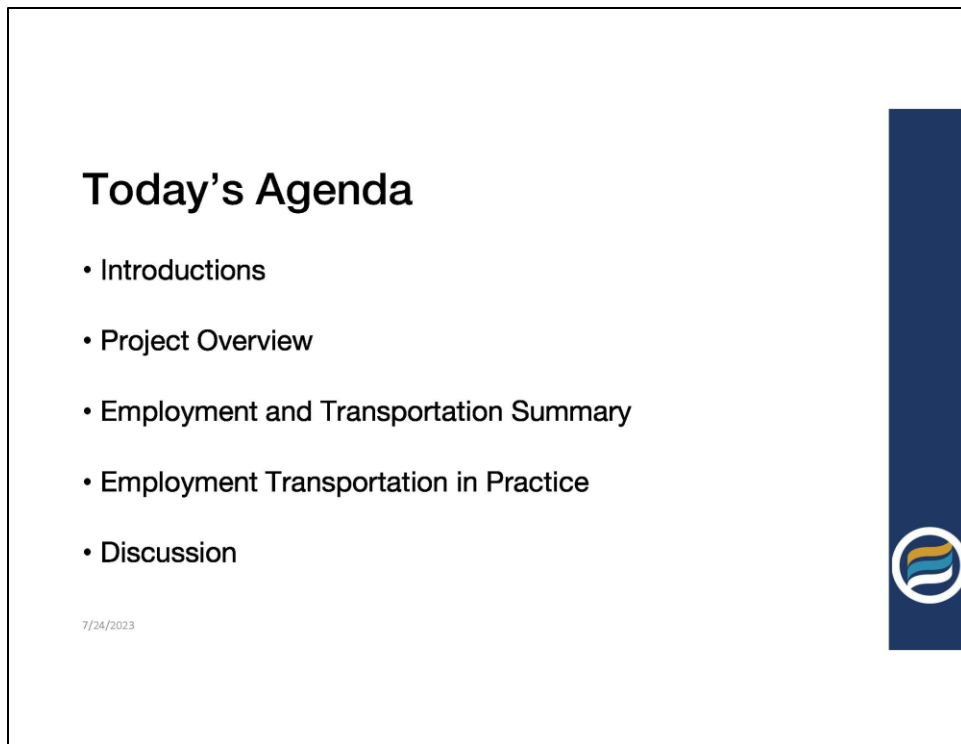 Today’s Agenda
• Introductions
• Project Overview
• Employment and Transportation Summary
• Employment Transportation in Practice
• Discussion
7/24/2023